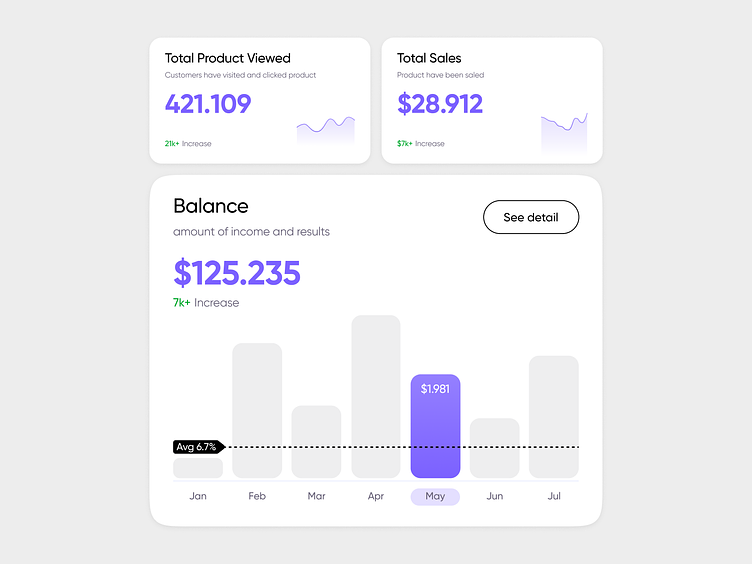 Total Product Viewed
Customers have visited and clicked product
421.109
21k+ Increase
Total Sales
Product have been saled
$28.912
$7k+ Increase
Balance
amount of income and results
See detail
$125.235
7k+ Increase
$1.981
Avg 6.7%
Jan Feb Mar Apr May Jun Jul